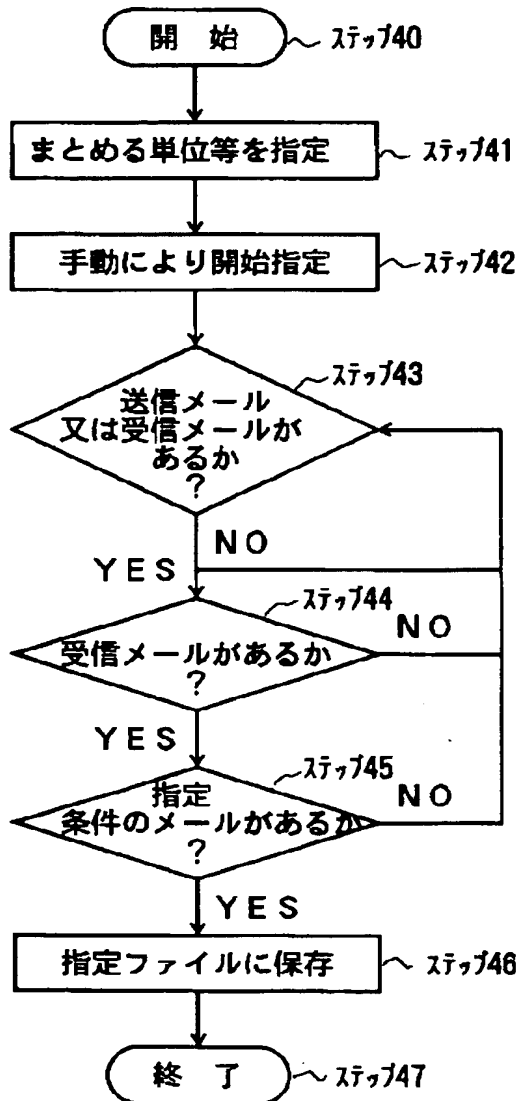 開 始
ステップ40
まとめる単位等を指定
ステップ41
手動により開始指定
ステップ42
ステップ43
送信メール
又は受信メールが
あるか
?
NO
YES
ステップ44
NO
受信メールがあるか
?
YES
ステップ45
指定
NO
条件のメールがあるか
?
YES
指定ファイルに保存
ステップ46
終 了
ステップ47